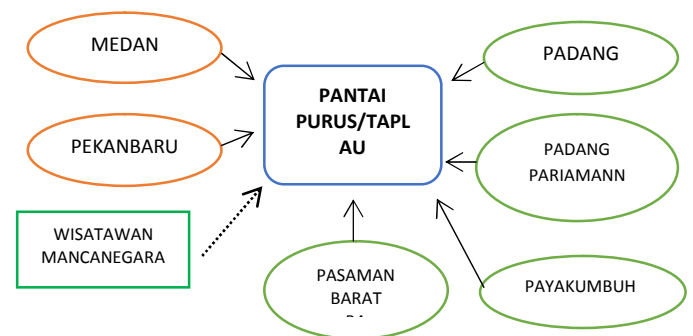 MEDAN
PADANG
PANTAI
PURUS/TAPL
AU
PEKANBARU
PADANG
PARIAMANN
WISATAWAN
MANCANEGARA
PASAMAN
BARAT
PAYAKUMBUH